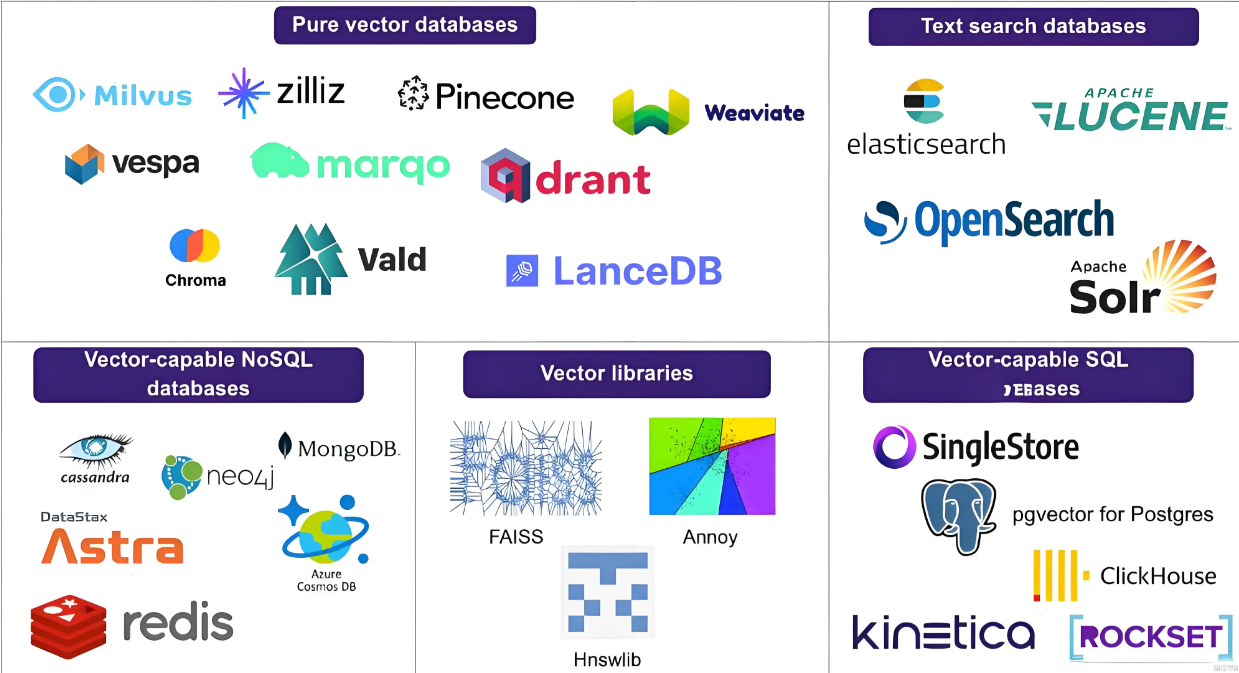 Pure vector databases
Milvus
zilliz
Pinecone
Weaviate
vespa
marqo
qdrant
Chroma
Vald
LanceDB
Text search databases
elasticsearch
APACHE
LUCENE
OpenSearch
Apache
Solr
Vector-capable NoSQL
databases
cassandra
neo4j
MongoDB.
DataStax
Astra
Azure
Cosmos DB
redis
Vector libraries
FAISS
Annoy
Hnswlib
Vector-capable SQL
SingleStore
pgvector for Postgres
ClickHouse
kinetica
ROCKSET